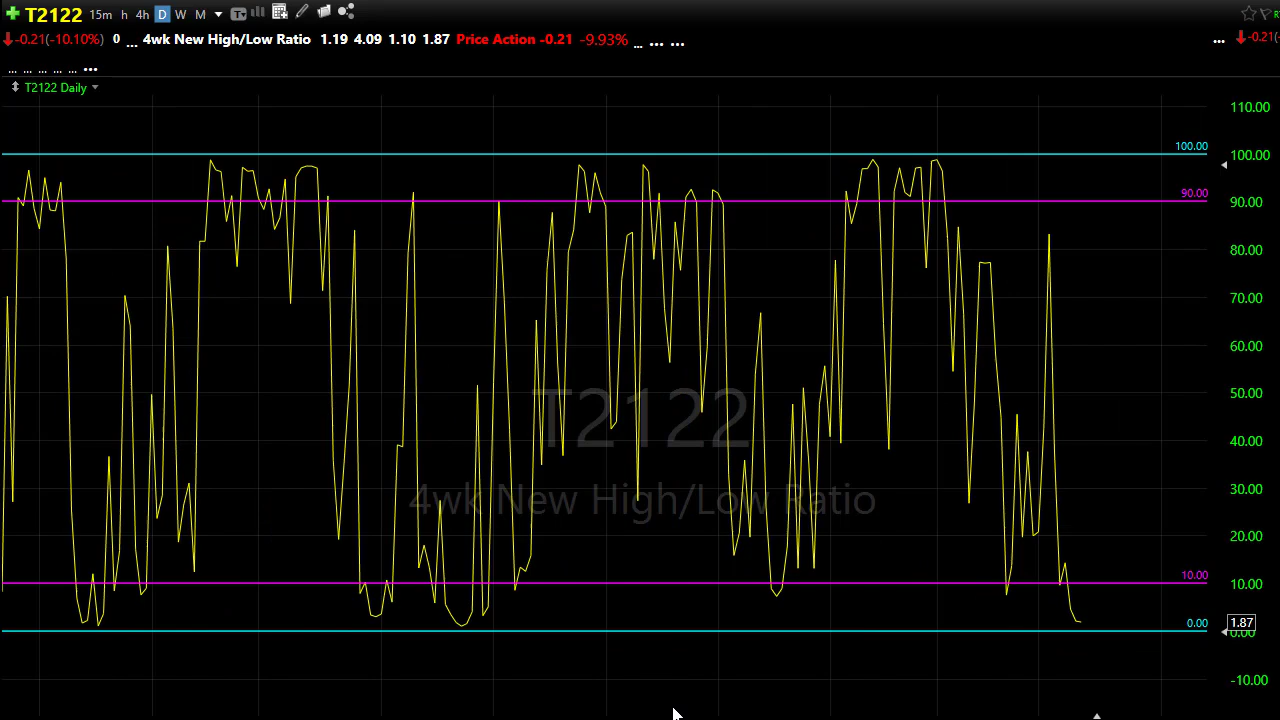 T2122 15m h 4h D W M T
-0.21(-10.10%) 0 ... 4wk New High/Low Ratio 1.19 4.09 1.10 1.87 Price Action -0.21 -9.93% ... ... ... ... -0.21(-
... ... ... ... ... ...
T2122 Daily
110.00
100.00 100.00
90.00 90.00
80.00
70.00
60.00
50.00
T2122
40.00
30.00
4wk New High/Low Ratio
20.00
10.00 10.00
0.00 1.87
0.00
-10.00